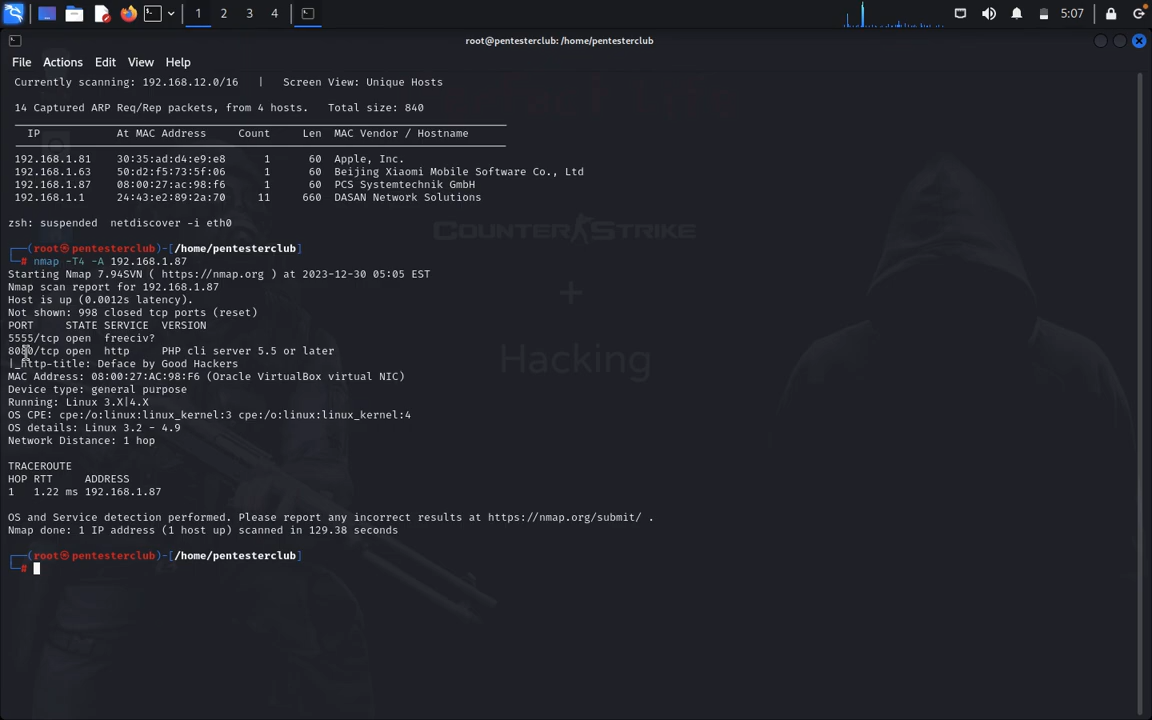 1 2 3 4 5:07
root@pentesterclub: /home/pentesterclub
File Actions Edit View Help
Currently scanning: 192.168.12.0/16 | Screen View: Unique Hosts
14 Captured ARP Req/Rep packets, from 4 hosts. Total size: 840
IP At MAC Address Count Len MAC Vendor / Hostname
192.168.1.81 30:35:ad:d4:e9:e8 1 60 Apple, Inc.
192.168.1.63 50:d2:f5:73:5f:06 1 60 Beijing Xiaomi Mobile Software Co., Ltd
192.168.1.87 08:00:27:ac:98:f6 1 60 PCS Systemtechnik GmbH
192.168.1.1 24:43:e2:89:2a:70 11 660 DASAN Network Solutions
zsh: suspended netdiscover -i eth0
┌──(root㉿pentesterclub)-[/home/pentesterclub]
└─# nmap -T4 -A 192.168.1.87
Starting Nmap 7.94SVN ( https://nmap.org ) at 2023-12-30 05:05 EST
Nmap scan report for 192.168.1.87
Host is up (0.0012s latency).
Not shown: 998 closed tcp ports (reset)
PORT STATE SERVICE VERSION
5555/tcp open freeciv?
8080/tcp open http PHP cli server 5.5 or later
|_http-title: Deface by Good Hackers
MAC Address: 08:00:27:AC:98:F6 (Oracle VirtualBox virtual NIC)
Device type: general purpose
Running: Linux 3.X|4.X
OS CPE: cpe:/o:linux:linux_kernel:3 cpe:/o:linux:linux_kernel:4
OS details: Linux 3.2 - 4.9
Network Distance: 1 hop
TRACEROUTE
HOP RTT ADDRESS
1 1.22 ms 192.168.1.87
OS and Service detection performed. Please report any incorrect results at https://nmap.org/submit/ .
Nmap done: 1 IP address (1 host up) scanned in 129.38 seconds
┌──(root㉿pentesterclub)-[/home/pentesterclub]
└─#
COUNTER STRIKE
+
Hacking